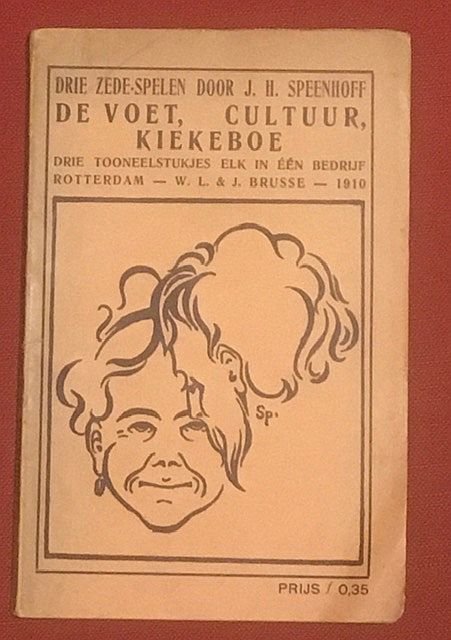 DRIE ZEDE-SPELEN DOOR J. H. SPEENHOFF
DE VOET, CULTUUR,
KIEKEBOE
DRIE TOONEELSTUKJES ELK IN ÉÉN BEDRIJF
ROTTERDAM — W. L. & J. BRUSSE — 1910
Sp.
PRIJS ƒ 0,35